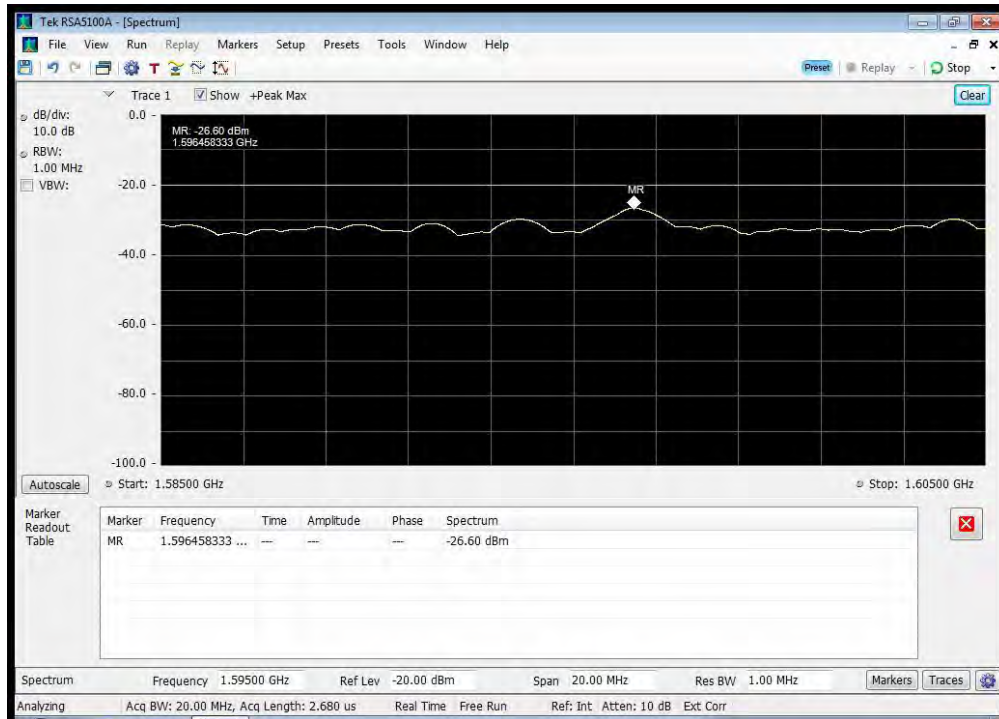 Tek RSA5100A - [Spectrum]
File View Run Replay Markers Setup Presets Tools Window Help
T
Preset Replay Stop
Trace 1 Show +Peak Max Clear
dB/div:
10.0 dB
RBW:
1.00 MHz
VBW:
0.0
MR: -26.60 dBm
1.596458333 GHz
-20.0
MR
-40.0
-60.0
-80.0
-100.0
Autoscale Start: 1.58500 GHz Stop: 1.60500 GHz
Marker Readout Table
Marker Frequency Time Amplitude Phase Spectrum
MR 1.596458333 ... --- --- --- -26.60 dBm
Spectrum Frequency 1.59500 GHz Ref Lev -20.00 dBm Span 20.00 MHz Res BW 1.00 MHz Markers Traces
Analyzing Acq BW: 20.00 MHz, Acq Length: 2.680 us Real Time Free Run Ref: Int Atten: 10 dB Ext Corr